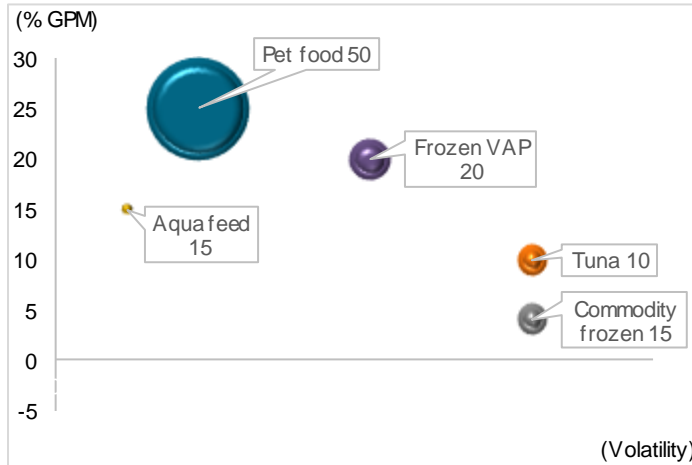 (% GPM)
30
Pet food 50
25
20
Frozen VAP
20
15
Aqua feed
15
10
Tuna 10
5
Commodity
frozen 15
0
-5
(Volatility)